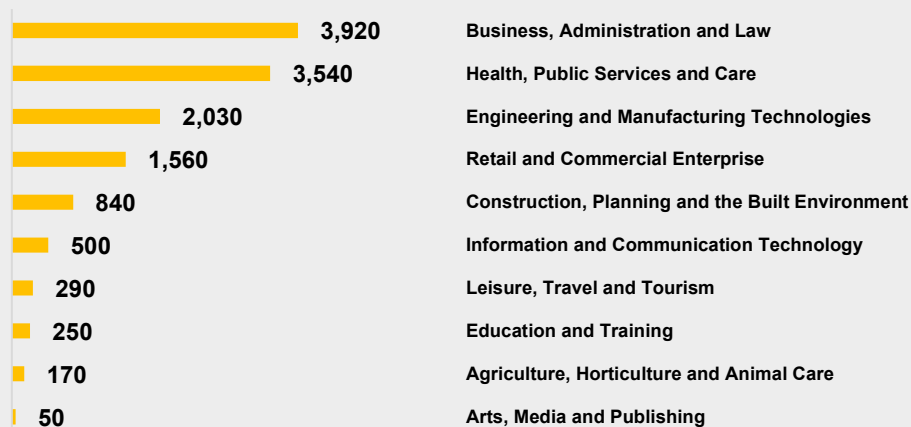 3,920 Business, Administration and Law
3,540 Health, Public Services and Care
2,030 Engineering and Manufacturing Technologies
1,560 Retail and Commercial Enterprise
840 Construction, Planning and the Built Environment
500 Information and Communication Technology
290 Leisure, Travel and Tourism
250 Education and Training
170 Agriculture, Horticulture and Animal Care
50 Arts, Media and Publishing